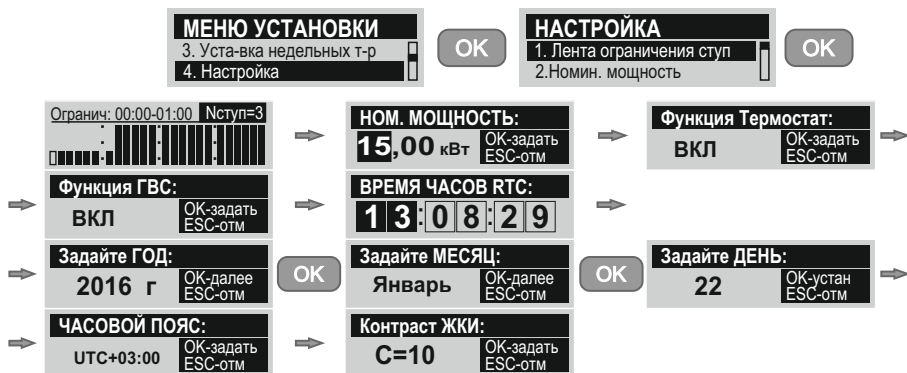 МЕНЮ УСТАНОВКИ
3. Уста-вка недельных т-р
4. Настройка
OK
НАСТРОЙКА
1. Лента ограничения ступ
2.Номин. мощность
OK
Огранич: 00:00-01:00 Nступ=3
НОМ. МОЩНОСТЬ:
15,00 кВт
OK-задать
ESC-отм
Функция Термостат:
ВКЛ
OK-задать
ESC-отм
Функция ГВС:
ВКЛ
OK-задать
ESC-отм
ВРЕМЯ ЧАСОВ RTC:
13:08:29
Задайте ГОД:
2016 г
OK-далее
ESC-отм
OK
Задайте МЕСЯЦ:
Январь
OK-далее
ESC-отм
OK
Задайте ДЕНЬ:
22
OK-устан
ESC-отм
ЧАСОВОЙ ПОЯС:
UTC+03:00
OK-задать
ESC-отм
Контраст ЖКИ:
C=10
OK-задать
ESC-отм